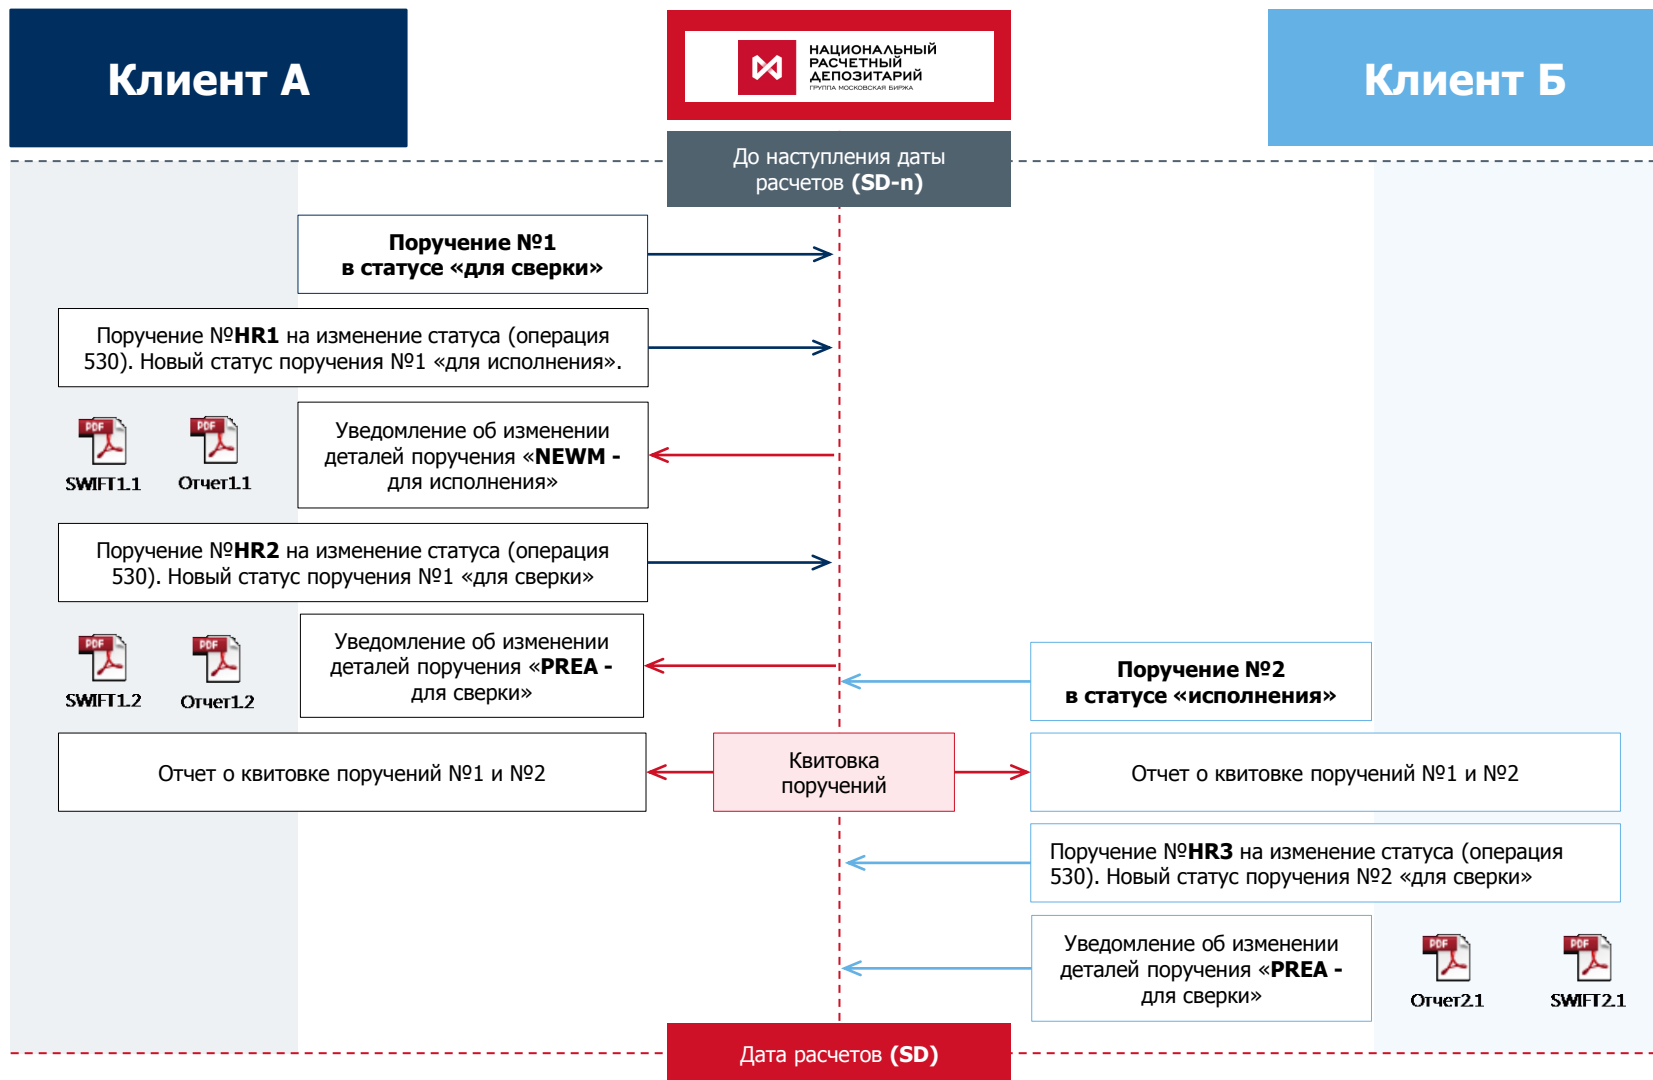 Клиент А
НАЦИОНАЛЬНЫЙ
РАСЧЕТНЫЙ
ДЕПОЗИТАРИЙ
ГРУППА МОСКОВСКАЯ БИРЖА
Клиент Б
До наступления даты
расчетов (SD-n)
Поручение №1
в статусе «для сверки»
Поручение №HR1 на изменение статуса (операция
530). Новый статус поручения №1 «для исполнения».
PDF
SWIFT1.1
PDF
Отчет1.1
Уведомление об изменении
деталей поручения «NEWM -
для исполнения»
Поручение №HR2 на изменение статуса (операция
530). Новый статус поручения №1 «для сверки»
PDF
SWIFT1.2
PDF
Отчет1.2
Уведомление об изменении
деталей поручения «PREA -
для сверки»
Поручение №2
в статусе «исполнения»
Отчет о квитовке поручений №1 и №2
Квитовка
поручений
Отчет о квитовке поручений №1 и №2
Поручение №HR3 на изменение статуса (операция
530). Новый статус поручения №2 «для сверки»
Уведомление об изменении
деталей поручения «PREA -
для сверки»
PDF
Отчет2.1
PDF
SWIFT2.1
Дата расчетов (SD)